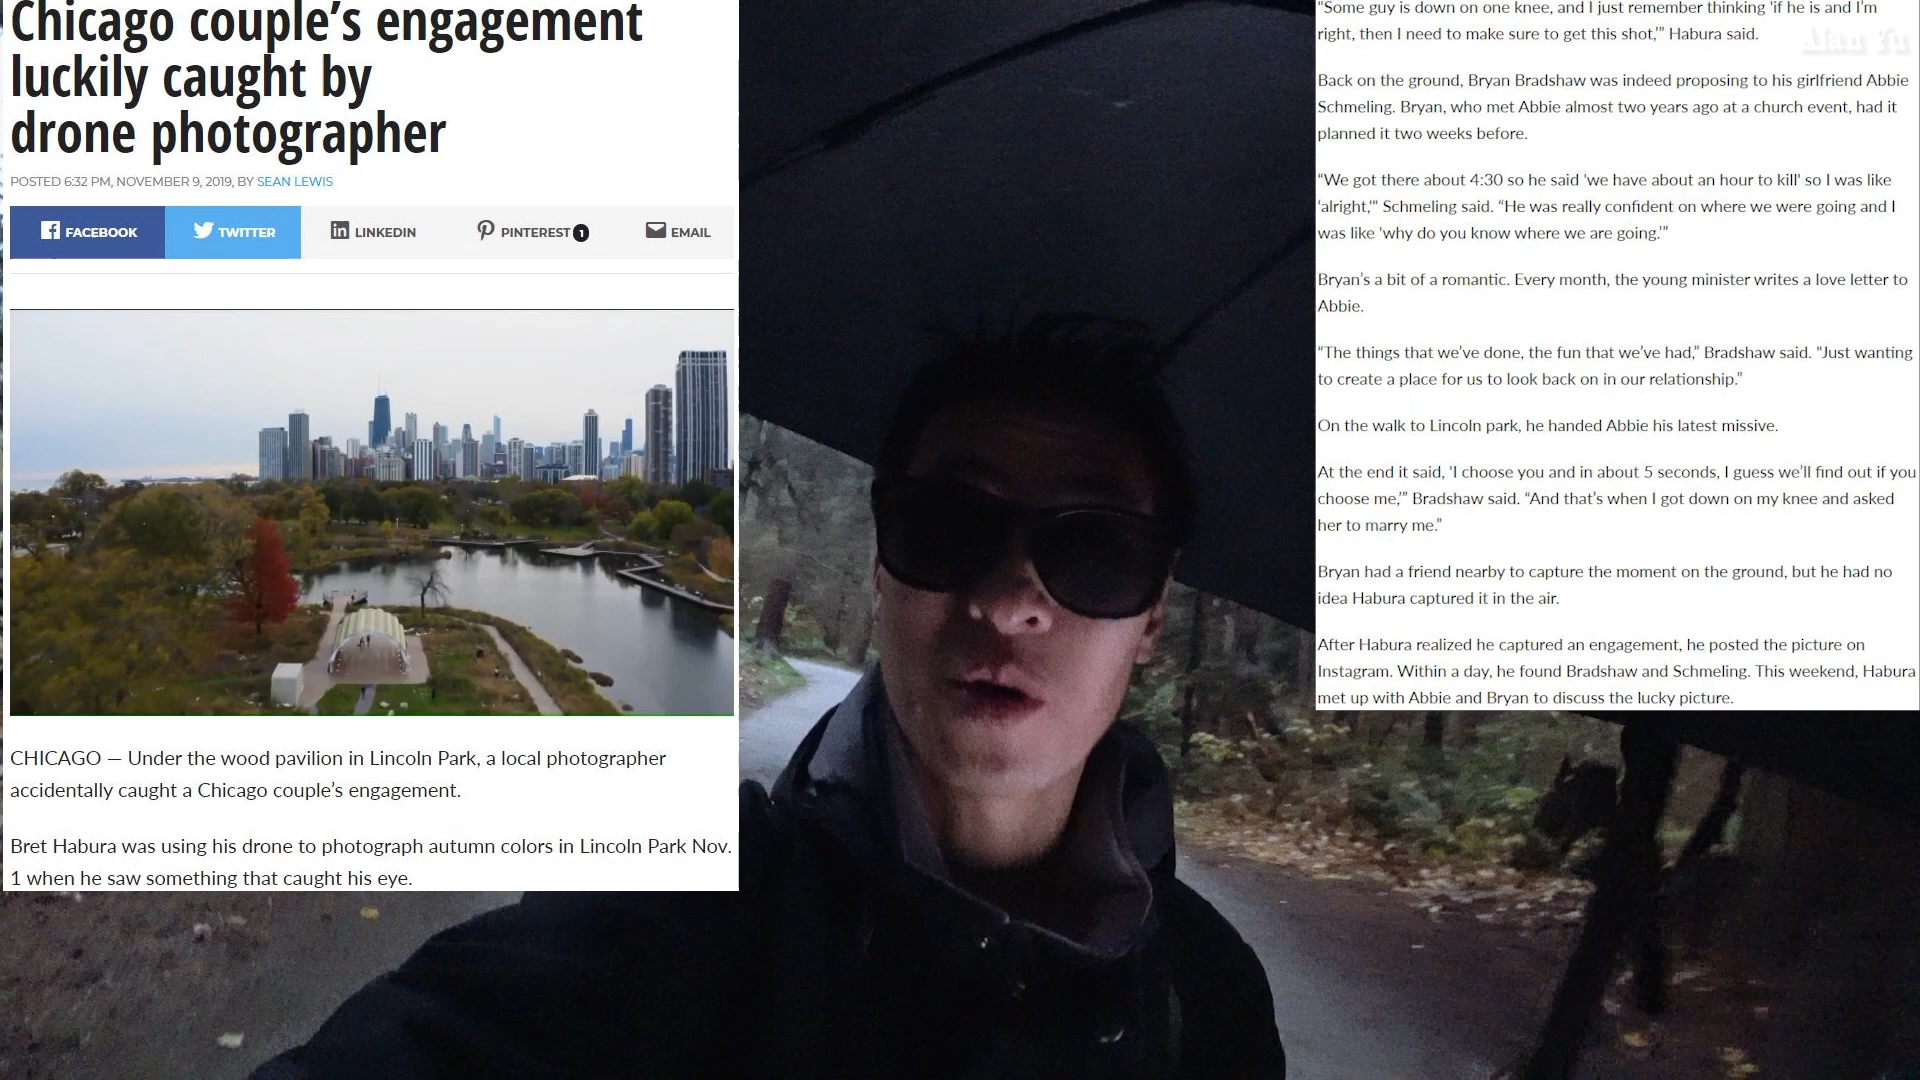 Chicago couple’s engagement
luckily caught by
drone photographer
POSTED 6:32 PM, NOVEMBER 9, 2019, BY SEAN LEWIS
FACEBOOK TWITTER LINKEDIN PINTEREST 1 EMAIL
CHICAGO — Under the wood pavilion in Lincoln Park, a local photographer
accidentally caught a Chicago couple’s engagement.
Bret Habura was using his drone to photograph autumn colors in Lincoln Park Nov.
1 when he saw something that caught his eye.
"Some guy is down on one knee, and I just remember thinking 'if he is and I’m
right, then I need to make sure to get this shot,’” Habura said.
Alan Yu
Back on the ground, Bryan Bradshaw was indeed proposing to his girlfriend Abbie
Schmeling. Bryan, who met Abbie almost two years ago at a church event, had it
planned it two weeks before.
“We got there about 4:30 so he said 'we have about an hour to kill' so I was like
'alright,'" Schmeling said. “He was really confident on where we were going and I
was like 'why do you know where we are going.’”
Bryan’s a bit of a romantic. Every month, the young minister writes a love letter to
Abbie.
“The things that we’ve done, the fun that we’ve had,” Bradshaw said. “Just wanting
to create a place for us to look back on in our relationship.”
On the walk to Lincoln park, he handed Abbie his latest missive.
At the end it said, 'I choose you and in about 5 seconds, I guess we’ll find out if you
choose me,’” Bradshaw said. “And that’s when I got down on my knee and asked
her to marry me.”
Bryan had a friend nearby to capture the moment on the ground, but he had no
idea Habura captured it in the air.
After Habura realized he captured an engagement, he posted the picture on
Instagram. Within a day, he found Bradshaw and Schmeling. This weekend, Habura
met up with Abbie and Bryan to discuss the lucky picture.